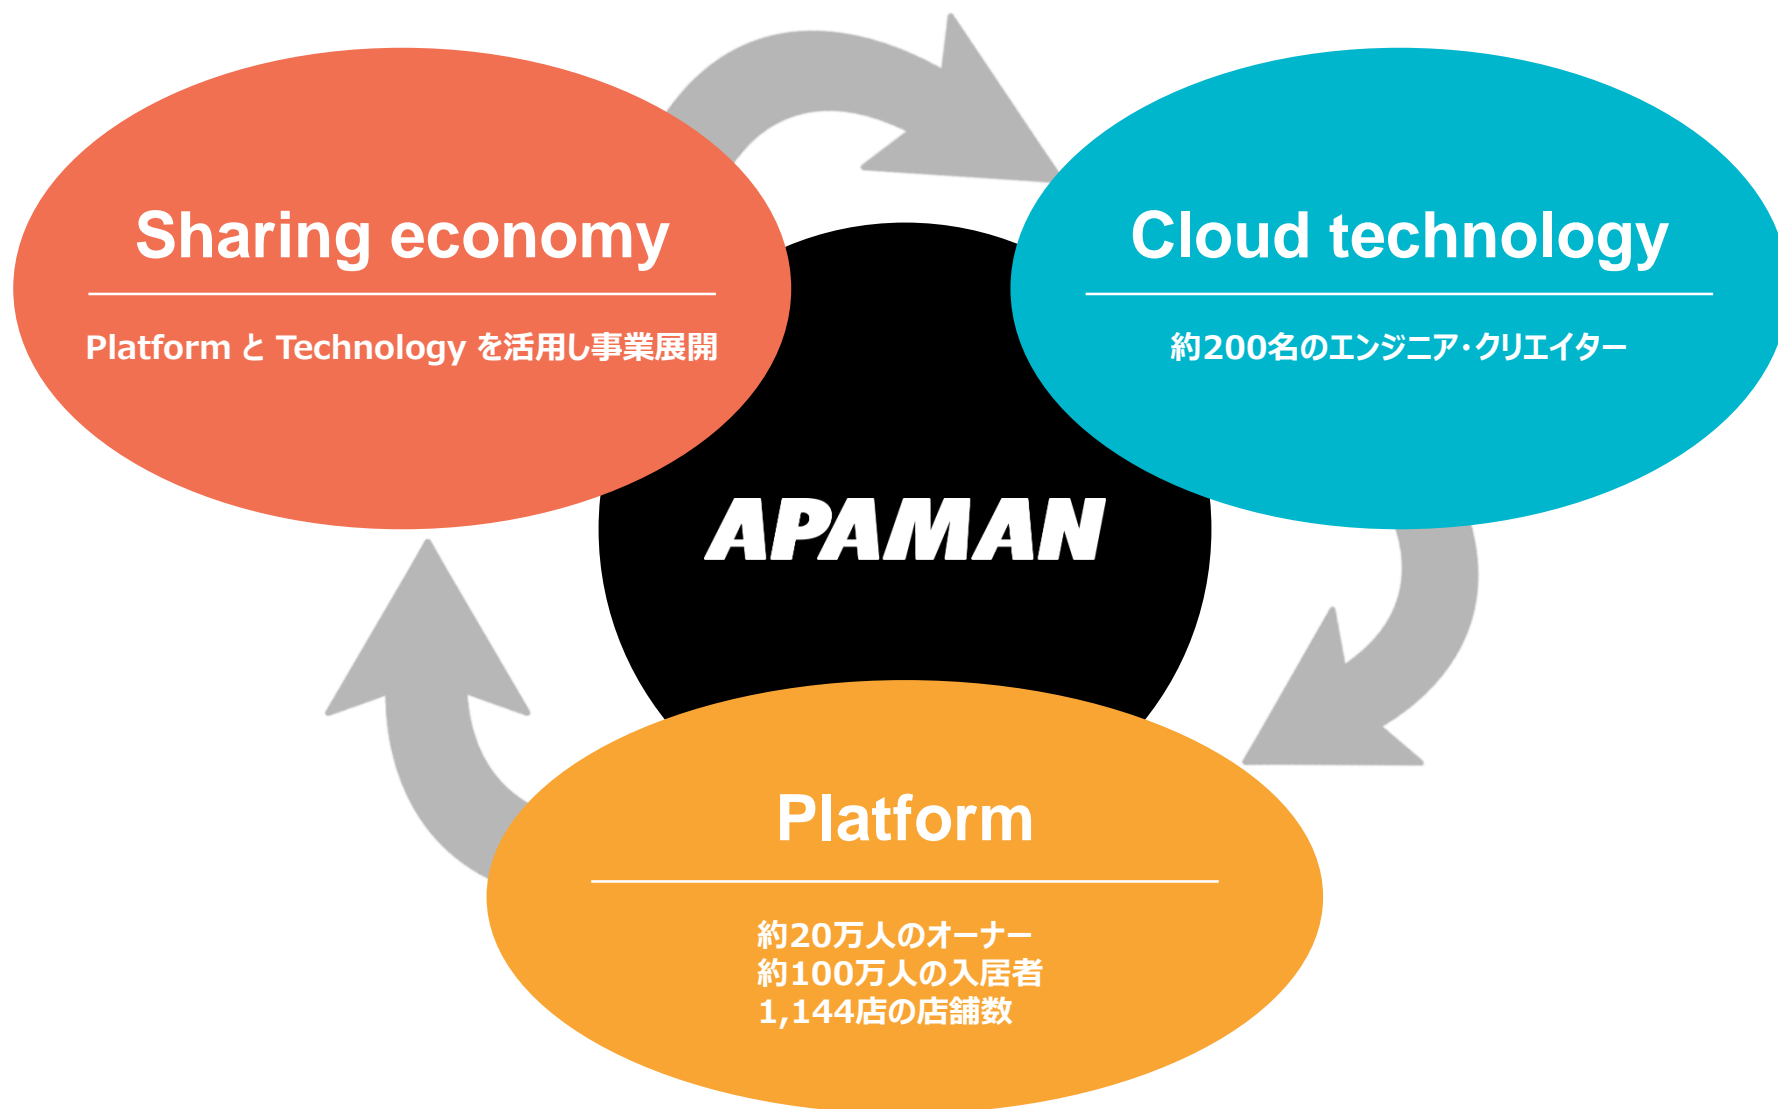 Sharing economy
Platform と Technology を活用し事業展開
Cloud technology
約200名のエンジニア・クリエイター
APAMAN
Platform
約20万人のオーナー
約100万人の入居者
1,144店の店舗数